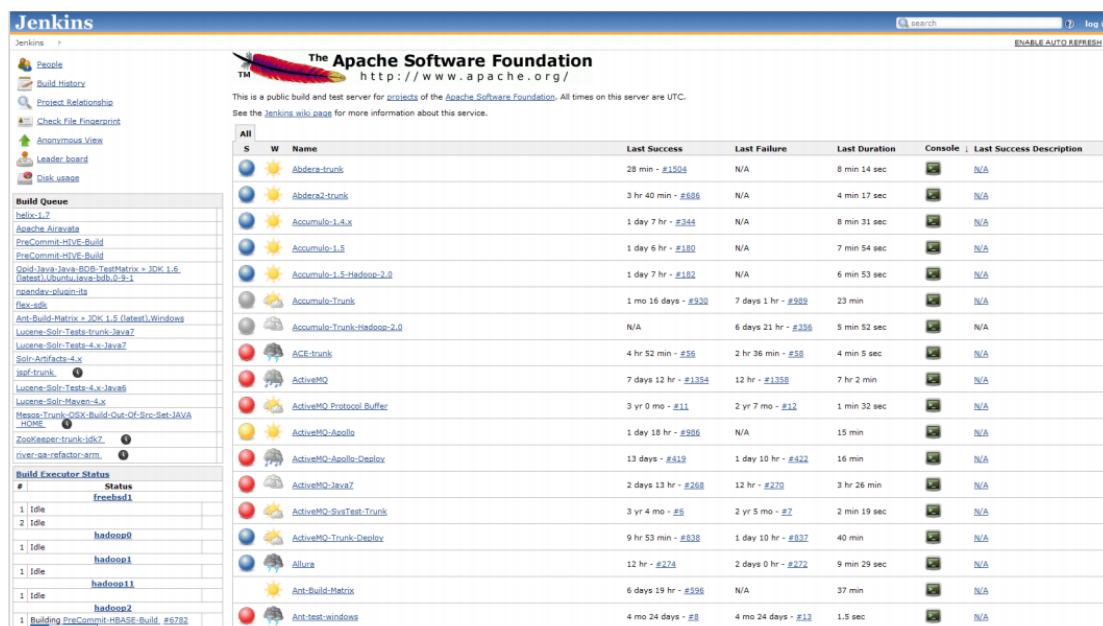 Jenkins
search
log
Jenkins
ENABLE AUTO REFRESH
People
Build History
Project Relationship
Check File Fingerprint
Anonymous View
Leader board
Disk usage
Build Queue
helix-1.7
Apache Airavata
PreCommit-HIVE-Build
PreCommit-HIVE-Build
Qpid-Java-Java-BDB-TestMatrix » JDK 1.6
(latest),Ubuntu,java-bdb.0-9-1
npanday-plugin-its
flex-sdk
Ant-Build-Matrix » JDK 1.5 (latest),Windows
Lucene-Solr-Tests-trunk-Java7
Lucene-Solr-Tests-4.x-Java7
Solr-Artifacts-4.x
jspf-trunk
Lucene-Solr-Tests-4.x-Java6
Lucene-Solr-Maven-4.x
Mesos-Trunk-OSX-Build-Out-Of-Src-Set-JAVA
_HOME
ZooKeeper-trunk-jdk7
river-qa-refactor-arm
Build Executor Status
# Status
freebsd1
1 Idle
2 Idle
hadoop0
1 Idle
hadoop1
1 Idle
hadoop11
1 Idle
hadoop2
1 Building PreCommit-HBASE-Build #6782
The Apache Software Foundation
TM http://www.apache.org/
This is a public build and test server for projects of the Apache Software Foundation. All times on this server are UTC.
See the Jenkins wiki page for more information about this service.
All
S W Name Last Success Last Failure Last Duration Console ↓ Last Success Description
Abdera-trunk 28 min - #1504 N/A 8 min 14 sec N/A
Abdera2-trunk 3 hr 40 min - #686 N/A 4 min 17 sec N/A
Accumulo-1.4.x 1 day 7 hr - #344 N/A 8 min 31 sec N/A
Accumulo-1.5 1 day 6 hr - #180 N/A 7 min 54 sec N/A
Accumulo-1.5-Hadoop-2.0 1 day 7 hr - #182 N/A 6 min 53 sec N/A
Accumulo-Trunk 1 mo 16 days - #930 7 days 1 hr - #989 23 min N/A
Accumulo-Trunk-Hadoop-2.0 N/A 6 days 21 hr - #356 5 min 52 sec N/A
ACE-trunk 4 hr 52 min - #56 2 hr 36 min - #58 4 min 5 sec N/A
ActiveMQ 7 days 12 hr - #1354 12 hr - #1358 7 hr 2 min N/A
ActiveMQ Protocol Buffer 3 yr 0 mo - #11 2 yr 7 mo - #12 1 min 32 sec N/A
ActiveMQ-Apollo 1 day 18 hr - #986 N/A 15 min N/A
ActiveMQ-Apollo-Deploy 13 days - #419 1 day 10 hr - #422 16 min N/A
ActiveMQ-Java7 2 days 13 hr - #268 12 hr - #270 3 hr 26 min N/A
ActiveMQ-SysTest-Trunk 3 yr 4 mo - #6 2 yr 5 mo - #7 2 min 19 sec N/A
ActiveMQ-Trunk-Deploy 9 hr 53 min - #838 1 day 10 hr - #837 40 min N/A
Allura 12 hr - #274 2 days 0 hr - #272 9 min 29 sec N/A
Ant-Build-Matrix 6 days 19 hr - #596 N/A 37 min N/A
Ant-test-windows 4 mo 24 days - #8 4 mo 24 days - #13 1.5 sec N/A